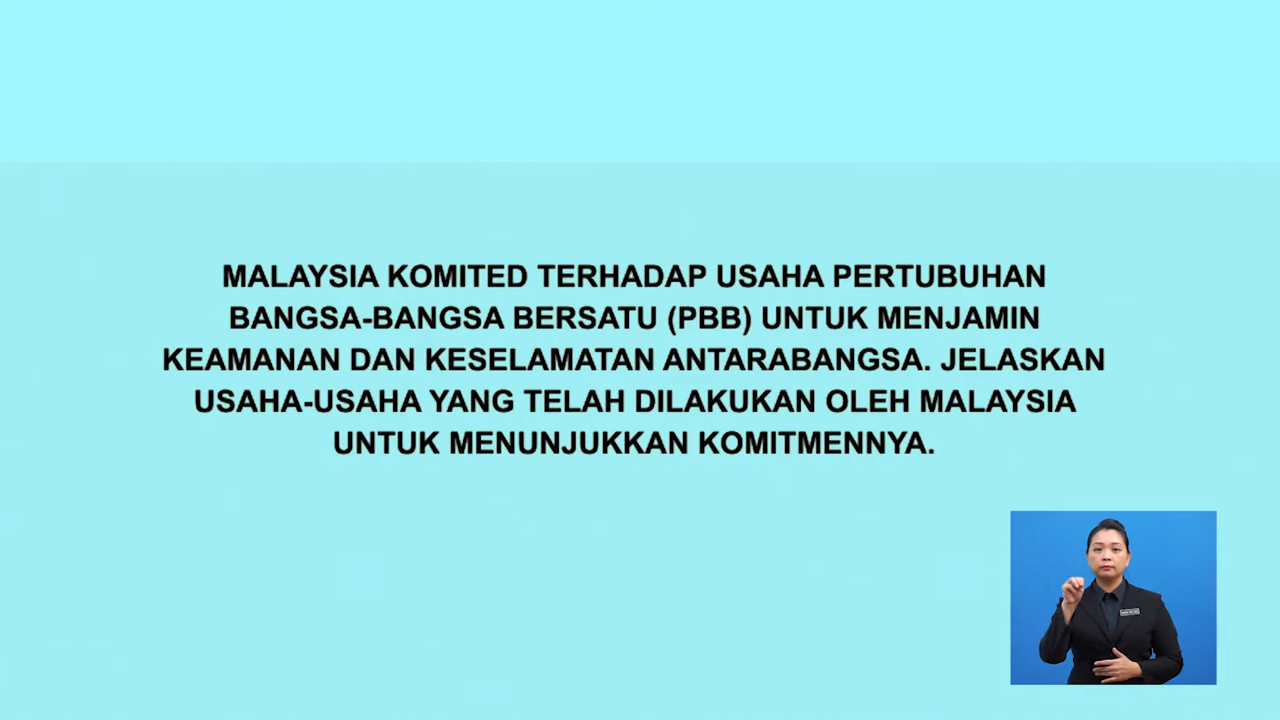 MALAYSIA KOMITED TERHADAP USAHA PERTUBUHAN
BANGSA-BANGSA BERSATU (PBB) UNTUK MENJAMIN
KEAMANAN DAN KESELAMATAN ANTARABANGSA. JELASKAN
USAHA-USAHA YANG TELAH DILAKUKAN OLEH MALAYSIA
UNTUK MENUNJUKKAN KOMITMENNYA.